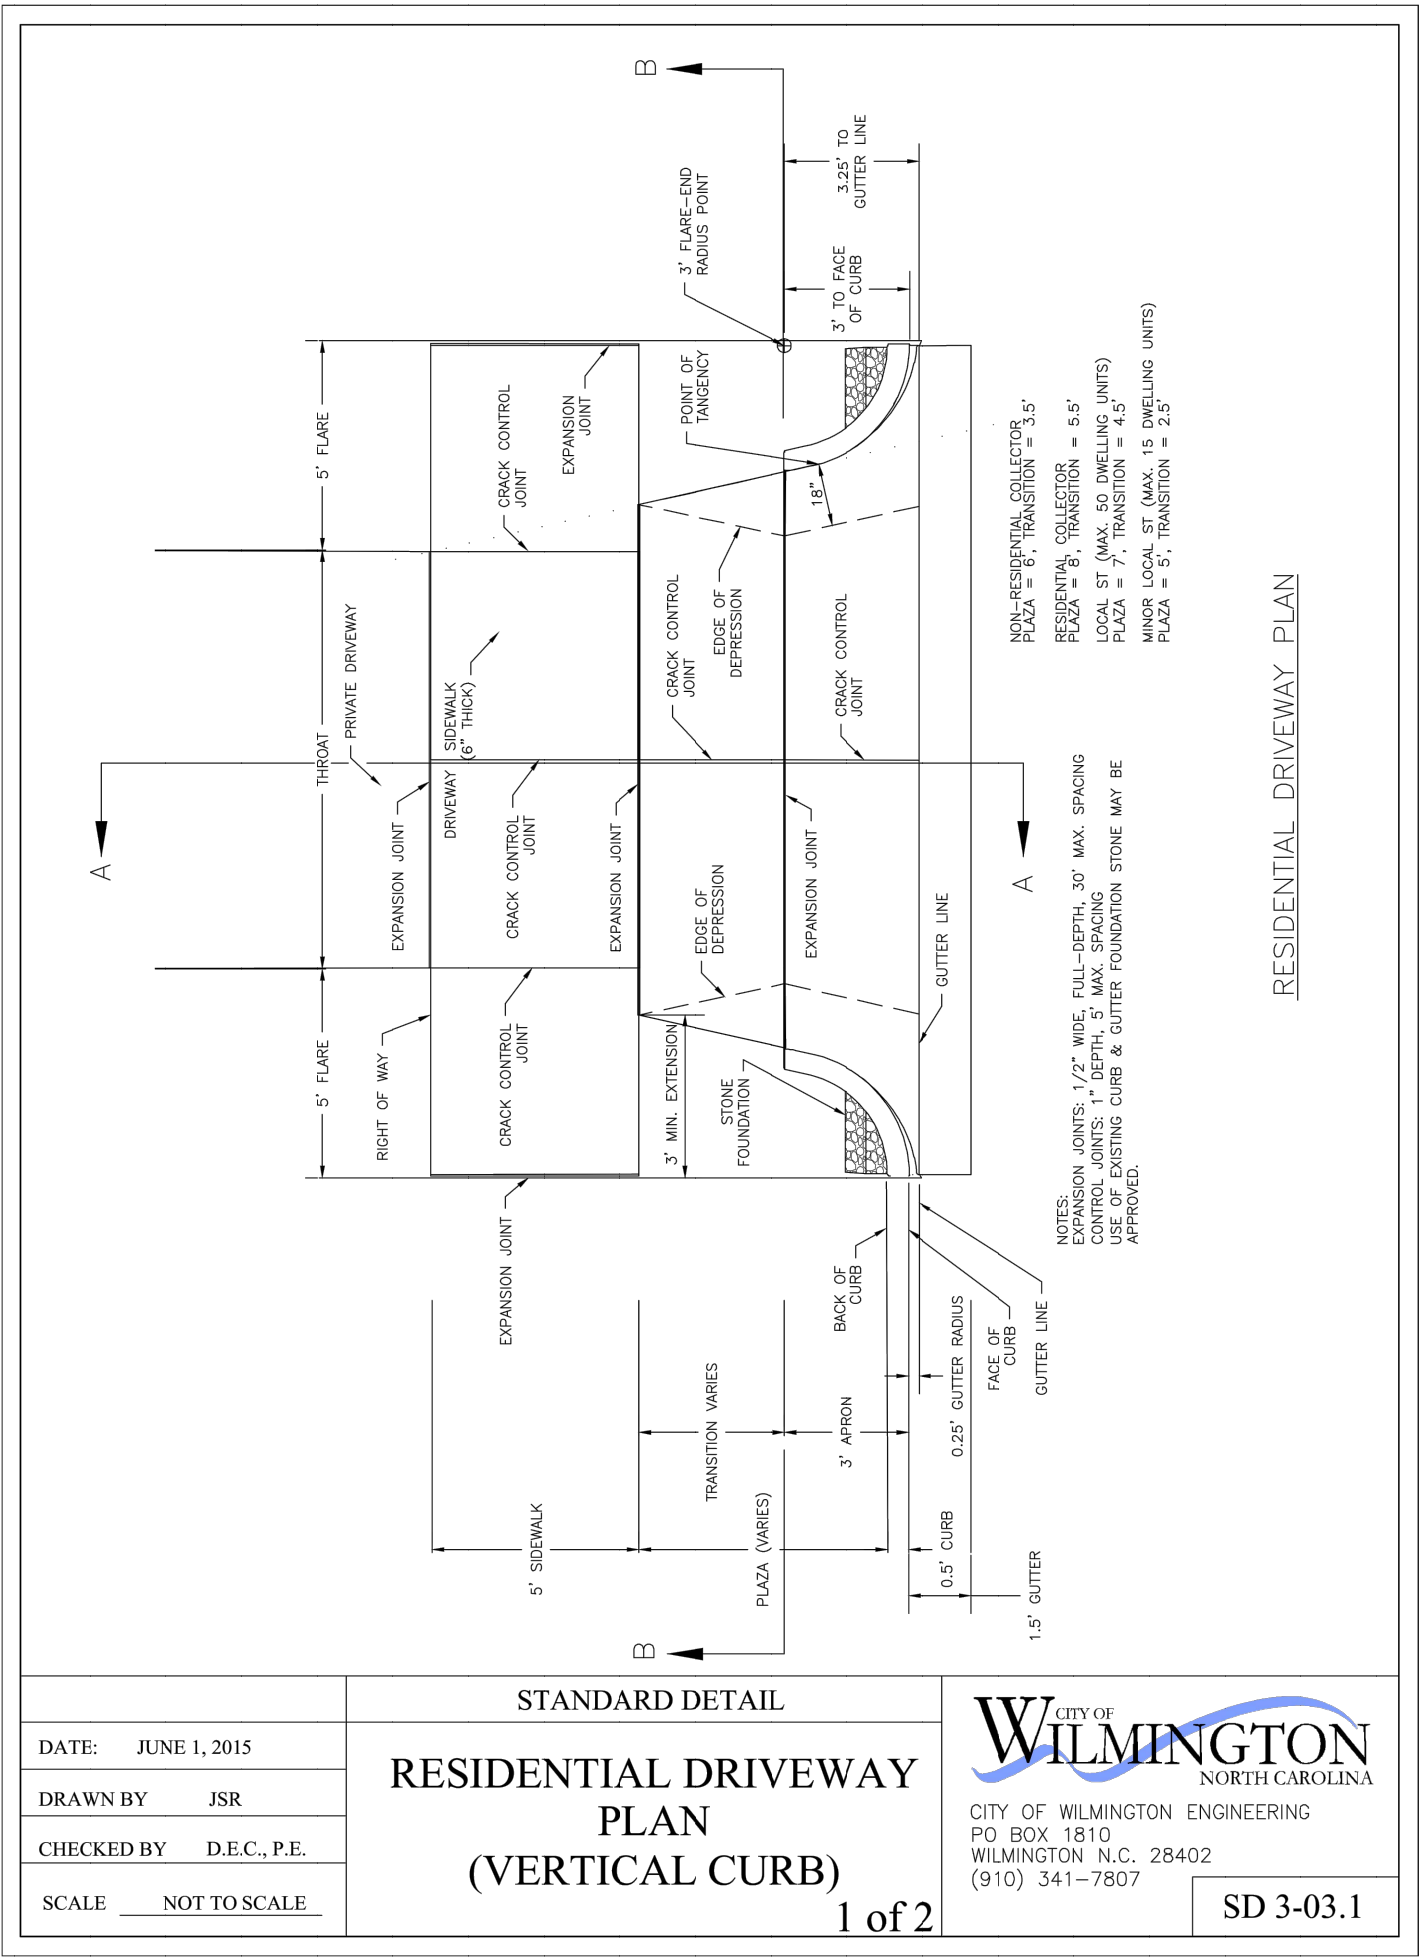 B
3.25' TO
GUTTER LINE
3' FLARE-END
RADIUS POINT
3' TO FACE
OF CURB
5' FLARE
CRACK CONTROL
JOINT
EXPANSION
JOINT
POINT OF
TANGENCY
18"
PRIVATE DRIVEWAY
THROAT
DRIVEWAY SIDEWALK
(6" THICK)
EDGE OF
DEPRESSION
CRACK CONTROL
JOINT
CRACK CONTROL
JOINT
A
EXPANSION JOINT
CRACK CONTROL
JOINT
EXPANSION JOINT
EDGE OF
DEPRESSION
EXPANSION JOINT
GUTTER LINE
A
5' FLARE
RIGHT OF WAY
CRACK CONTROL
JOINT
3' MIN. EXTENSION
STONE
FOUNDATION
EXPANSION JOINT
BACK OF
CURB
FACE OF
CURB
GUTTER LINE
0.25' GUTTER RADIUS
TRANSITION VARIES
3' APRON
5' SIDEWALK
PLAZA (VARIES)
0.5' CURB
1.5' GUTTER
B
NON-RESIDENTIAL COLLECTOR
PLAZA = 6', TRANSITION = 3.5'
RESIDENTIAL COLLECTOR
PLAZA = 8', TRANSITION = 5.5'
LOCAL ST (MAX. 50 DWELLING UNITS)
PLAZA = 7', TRANSITION = 4.5'
MINOR LOCAL ST (MAX. 15 DWELLING UNITS)
PLAZA = 5', TRANSITION = 2.5'
NOTES:
EXPANSION JOINTS: 1/2" WIDE, FULL-DEPTH, 30' MAX. SPACING
CONTROL JOINTS: 1" DEPTH, 5' MAX. SPACING
USE OF EXISTING CURB & GUTTER FOUNDATION STONE MAY BE
APPROVED.
RESIDENTIAL DRIVEWAY PLAN
DATE: JUNE 1, 2015
DRAWN BY JSR
CHECKED BY D.E.C., P.E.
SCALE NOT TO SCALE
STANDARD DETAIL
RESIDENTIAL DRIVEWAY
PLAN
(VERTICAL CURB)
1 of 2
CITY OF
WILMINGTON
NORTH CAROLINA
CITY OF WILMINGTON ENGINEERING
PO BOX 1810
WILMINGTON N.C. 28402
(910) 341-7807
SD 3-03.1